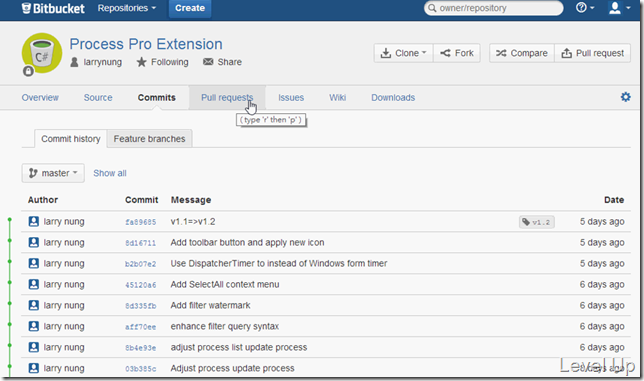 Bitbucket Repositories Create owner/repository
C#
Process Pro Extension
larrynung Following Share
Clone Fork Compare Pull request
Overview Source Commits Pull requests Issues Wiki Downloads
( type 'r' then 'p' )
Commit history Feature branches
master Show all
Author Commit Message Date
larry nung fa89685 v1.1=>v1.2 v1.2 5 days ago
larry nung 8d16711 Add toolbar button and apply new icon 5 days ago
larry nung b2b07e2 Use DispatcherTimer to instead of Windows form timer 5 days ago
larry nung 45120a6 Add SelectAll context menu 6 days ago
larry nung 8d335fb Add filter watermark 6 days ago
larry nung aff70ee enhance filter query syntax 6 days ago
larry nung 8b4e93e adjust process list update process 6 days ago
larry nung 03b385c Adjust process update process 6 days ago
Level Up